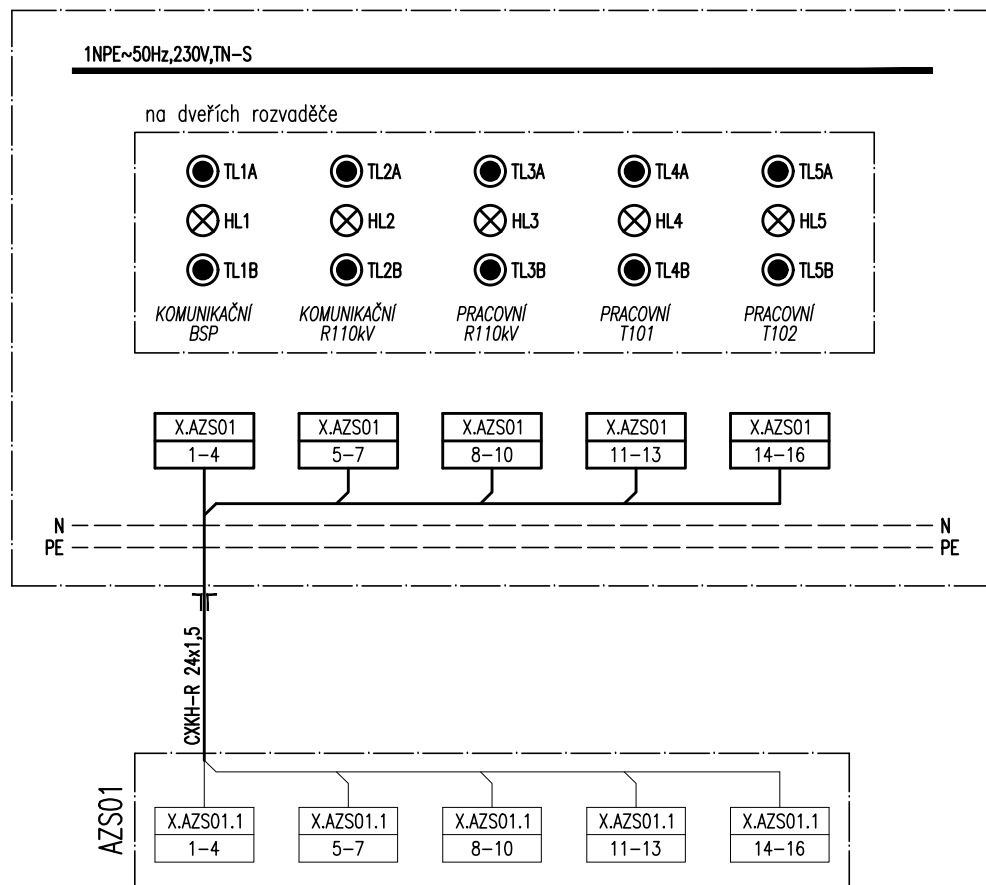 1NPE~50Hz,230V,TN-S
na dveřích rozvaděče
TL1A TL2A TL3A TL4A TL5A
HL1 HL2 HL3 HL4 HL5
TL1B TL2B TL3B TL4B TL5B
KOMUNIKAČNÍ KOMUNIKAČNÍ PRACOVNÍ PRACOVNÍ PRACOVNÍ
BSP R110kV R110kV T101 T102
X.AZS01 X.AZS01 X.AZS01 X.AZS01 X.AZS01
1-4 5-7 8-10 11-13 14-16
N N
PE PE
CXKH-R 24x1,5
AZS01
X.AZS01.1 X.AZS01.1 X.AZS01.1 X.AZS01.1 X.AZS01.1
1-4 5-7 8-10 11-13 14-16